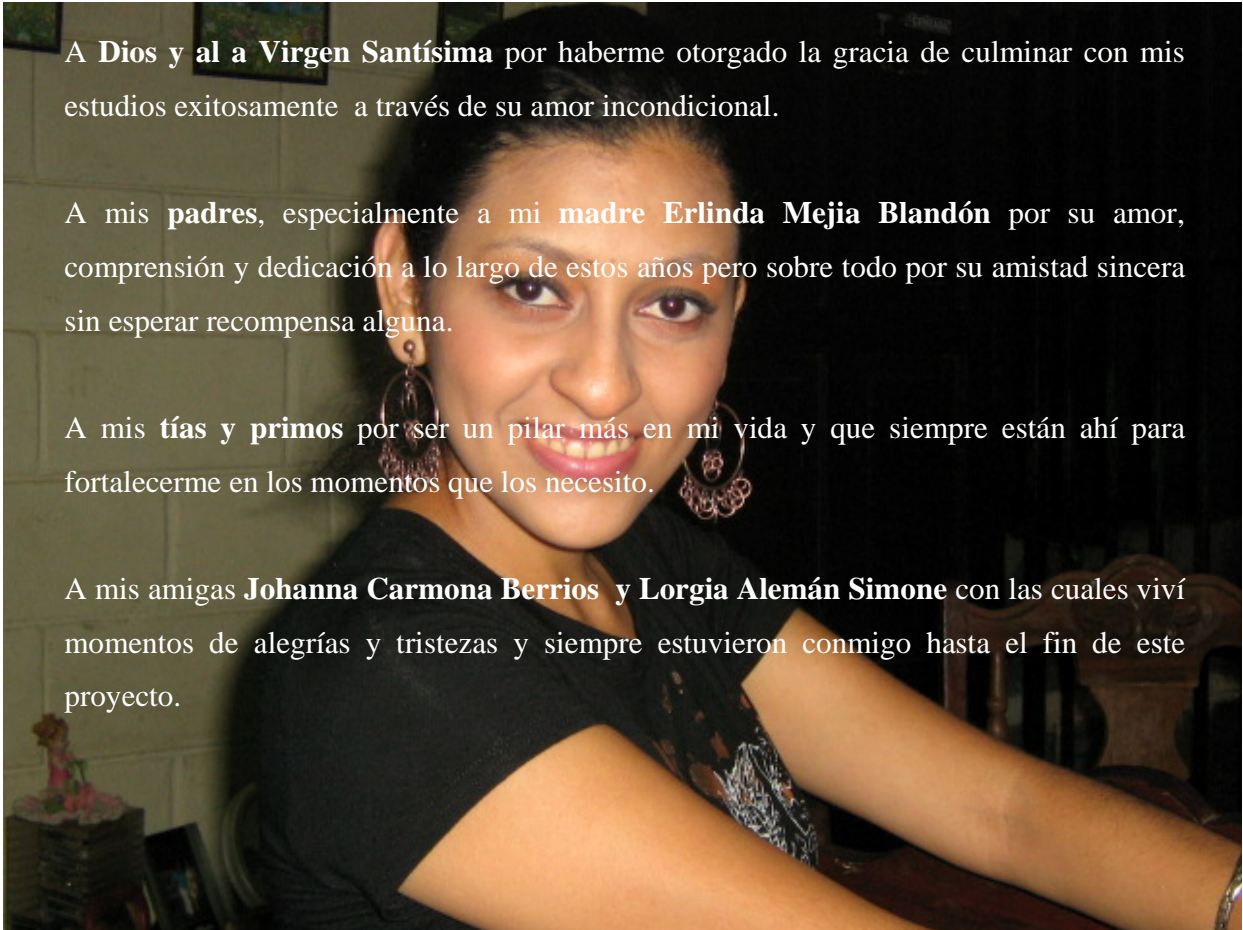 A Dios y al a Virgen Santísima por haberme otorgado la gracia de culminar con mis
estudios exitosamente a través de su amor incondicional.
A mis padres, especialmente a mi madre Erlinda Mejia Blandón por su amor,
comprensión y dedicación a lo largo de estos años pero sobre todo por su amistad sincera
sin esperar recompensa alguna.
A mis tías y primos por ser un pilar más en mi vida y que siempre están ahí para
fortalecerme en los momentos que los necesito.
A mis amigas Johanna Carmona Berrios y Lorgia Alemán Simone con las cuales viví
momentos de alegrías y tristezas y siempre estuvieron conmigo hasta el fin de este
proyecto.